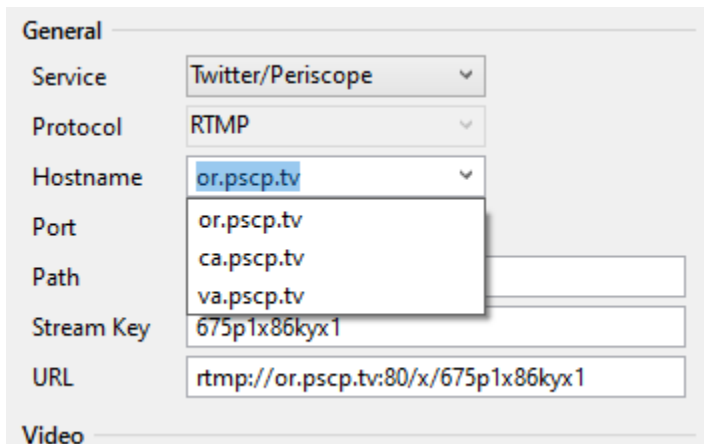 General
Service Twitter/Periscope
Protocol RTMP
Hostname or.pscp.tv
Port or.pscp.tv
ca.pscp.tv
Path
va.pscp.tv
Stream Key 675p1x86kyx1
URL rtmp://or.pscp.tv:80/x/675p1x86kyx1
Video